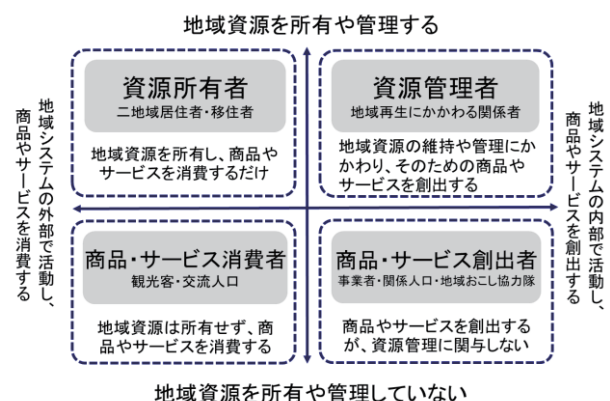 地域資源を所有や管理する
地域システムの外部で活動し、
商品やサービスを消費する
資源所有者
二地域居住者・移住者
地域資源を所有し、商品や
サービスを消費するだけ
資源管理者
地域再生にかかわる関係者
地域資源の維持や管理にか
かわり、そのための商品や
サービスを創出する
地域システムの内部で活動し、
商品やサービスを創出する
商品・サービス消費者
観光客・交流人口
地域資源は所有せず、商
品やサービスを消費する
商品・サービス創出者
事業者・関係人口・地域おこし協力隊
商品やサービスを創出する
が、資源管理に関与しない
地域資源を所有や管理していない